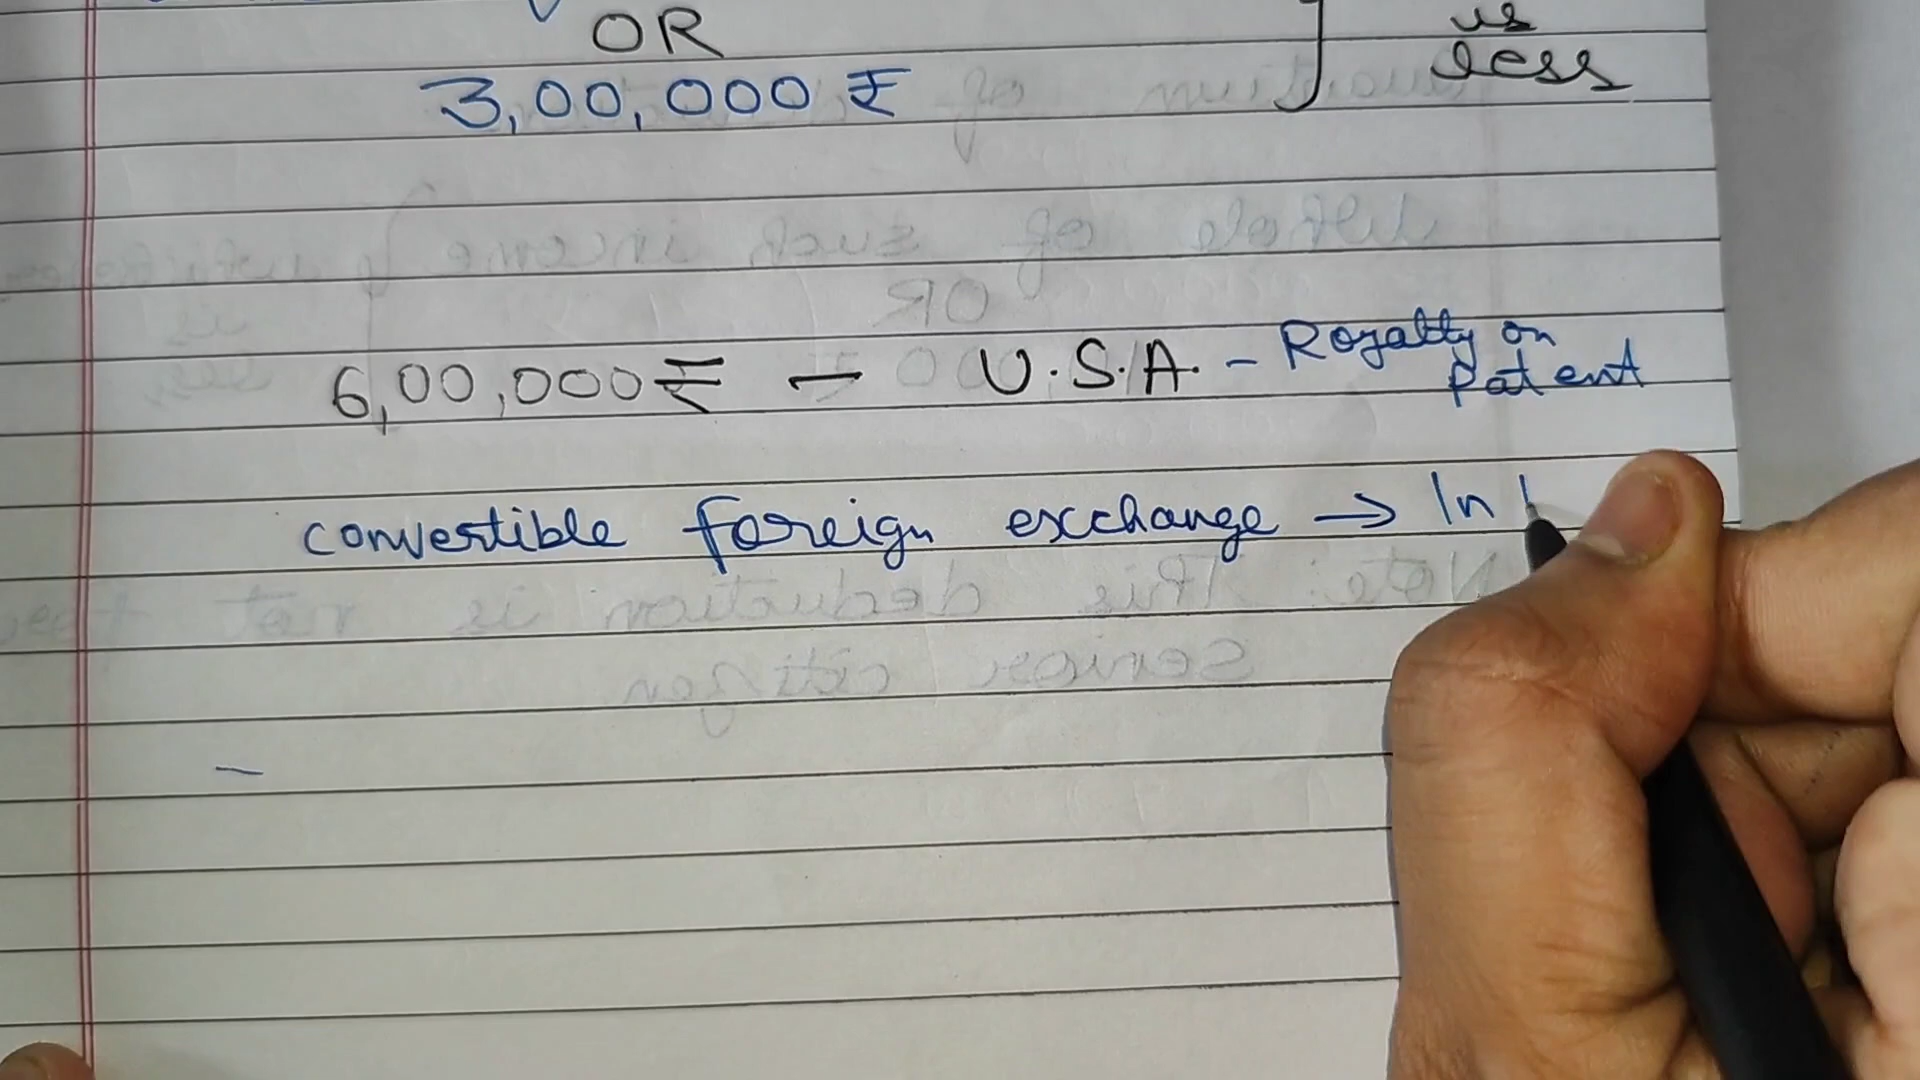 OR
is
less
3,00,000 ₹
6,00,000 ₹ — U.S.A. - Royalty on
Patent
convertible foreign exchange → In